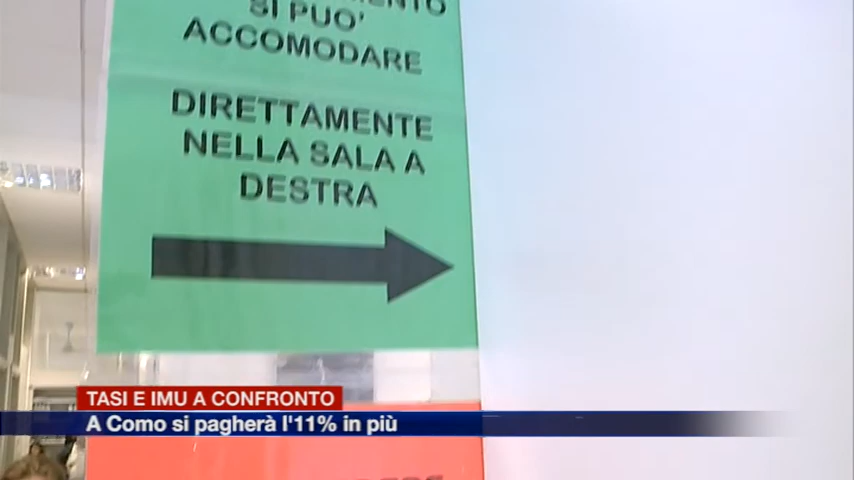 SI PUO'
ACCOMODARE
DIRETTAMENTE
NELLA SALA A
DESTRA
TASI E IMU A CONFRONTO
A Como si pagherà l'11% in più